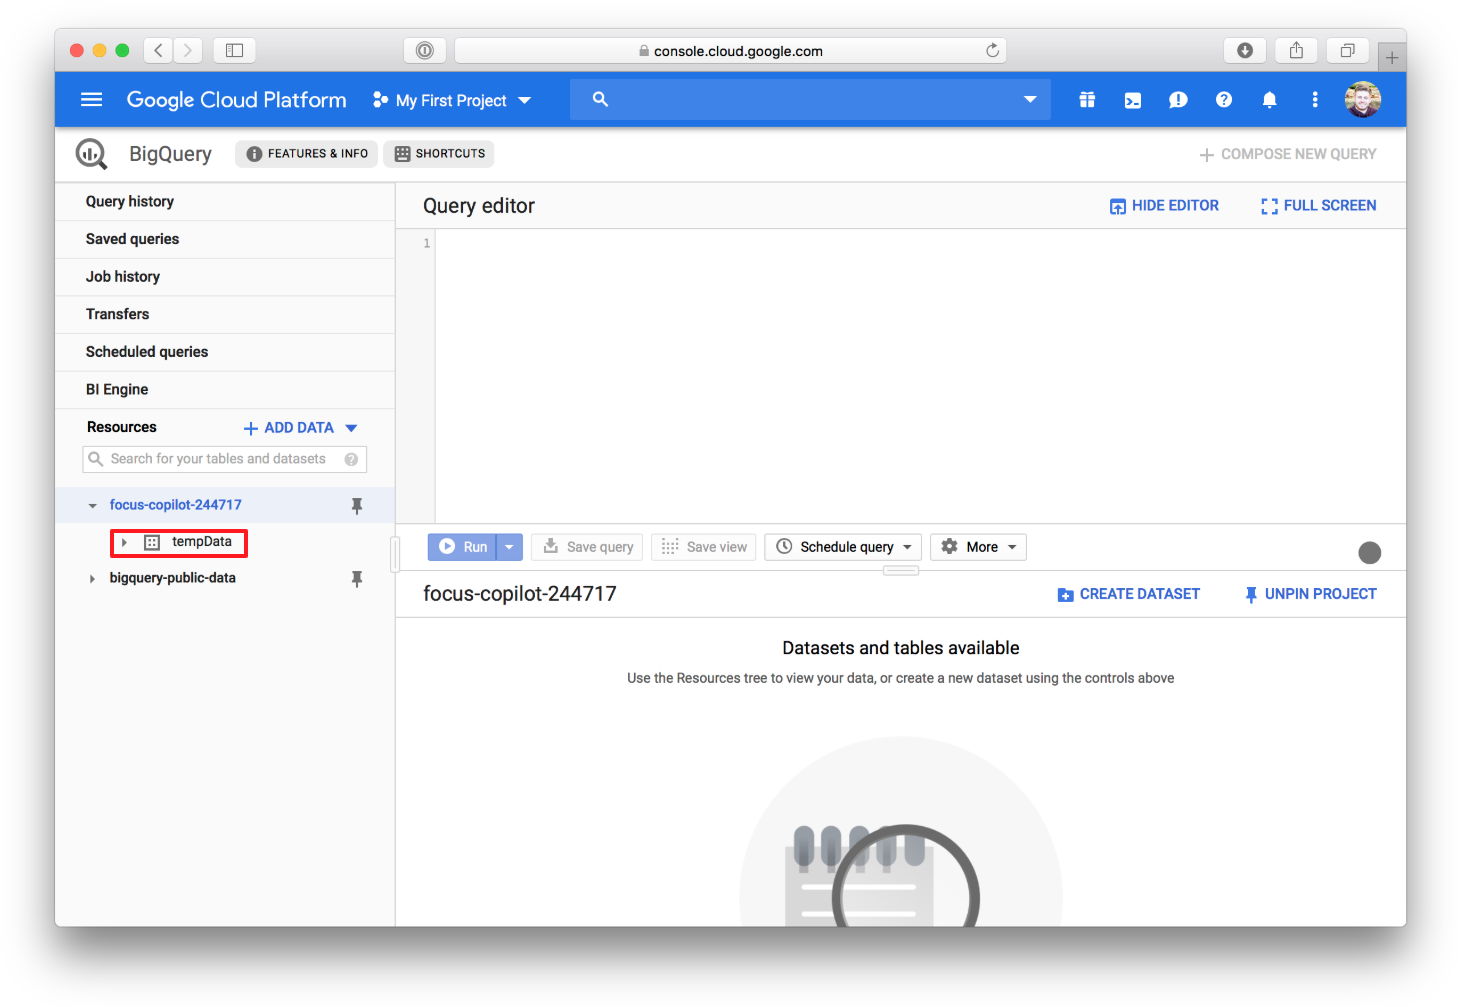 console.cloud.google.com
Google Cloud Platform My First Project
BigQuery FEATURES & INFO SHORTCUTS COMPOSE NEW QUERY
Query history
Saved queries
Job history
Transfers
Scheduled queries
BI Engine
Resources ADD DATA
Search for your tables and datasets
focus-copilot-244717
tempData
bigquery-public-data
Query editor HIDE EDITOR FULL SCREEN
1
Run Save query Save view Schedule query More
focus-copilot-244717 CREATE DATASET UNPIN PROJECT
Datasets and tables available
Use the Resources tree to view your data, or create a new dataset using the controls above